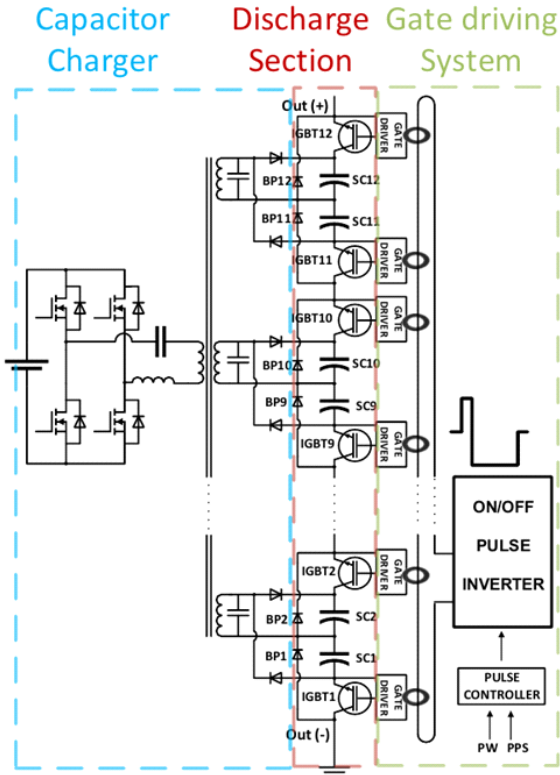 Capacitor
Charger
Discharge
Section
Gate driving
System
Out (+)
IGBT12
GATE
DRIVER
BP12
SC12
BP11
SC11
IGBT11
GATE
DRIVER
IGBT10
GATE
DRIVER
BP10
SC10
BP9
SC9
IGBT9
GATE
DRIVER
ON/OFF
PULSE
INVERTER
IGBT2
GATE
DRIVER
BP2
SC2
BP1
SC1
IGBT1
GATE
DRIVER
PULSE
CONTROLLER
Out (-)
PW PPS